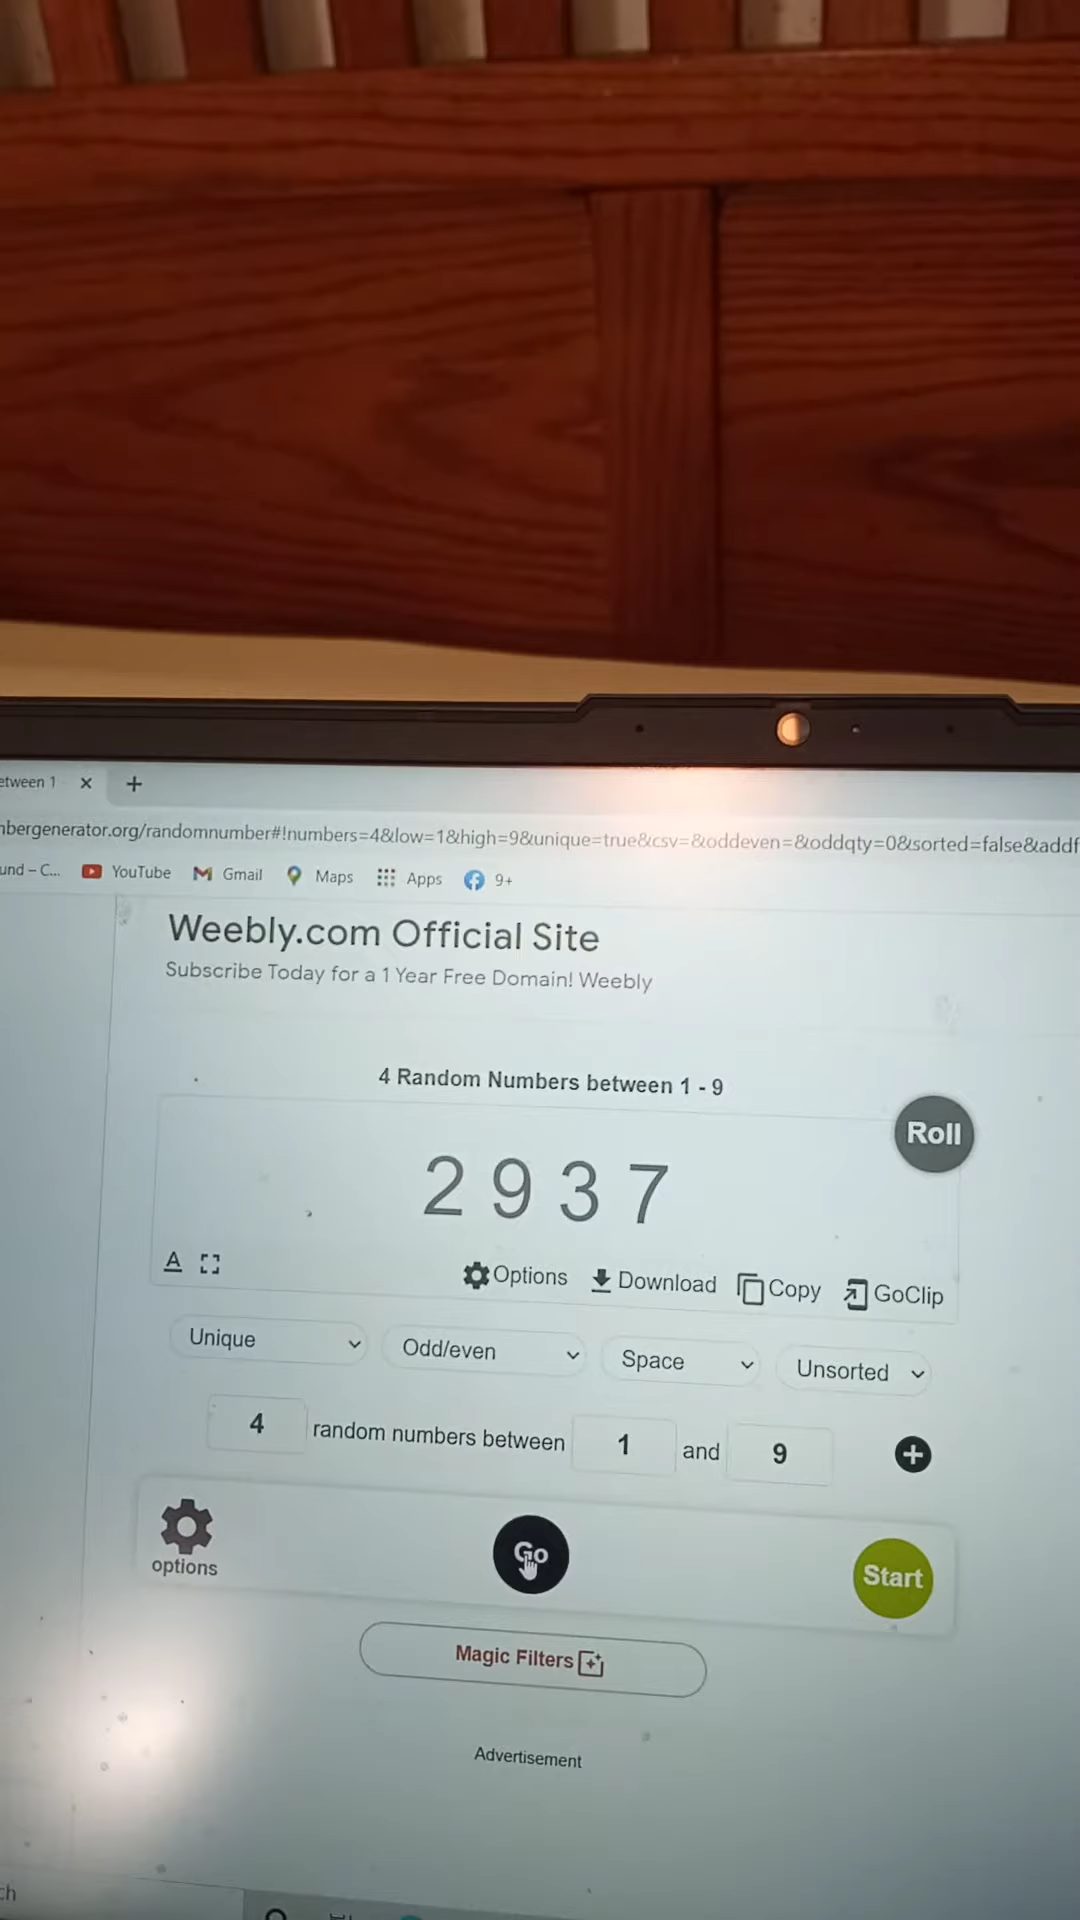 etween 1
nbergenerator.org/randomnumber#!numbers=4&low=1&high=9&unique=true&csv=&oddeven=&oddqty=0&sorted=false&addf
und – C... YouTube Gmail Maps Apps 9+
Weebly.com Official Site
Subscribe Today for a 1 Year Free Domain! Weebly
4 Random Numbers between 1 - 9
Roll
2 9 3 7
A Options Download Copy GoClip
Unique Odd/even Space Unsorted
4 random numbers between 1 and 9
options Go Start
Magic Filters
Advertisement
ch